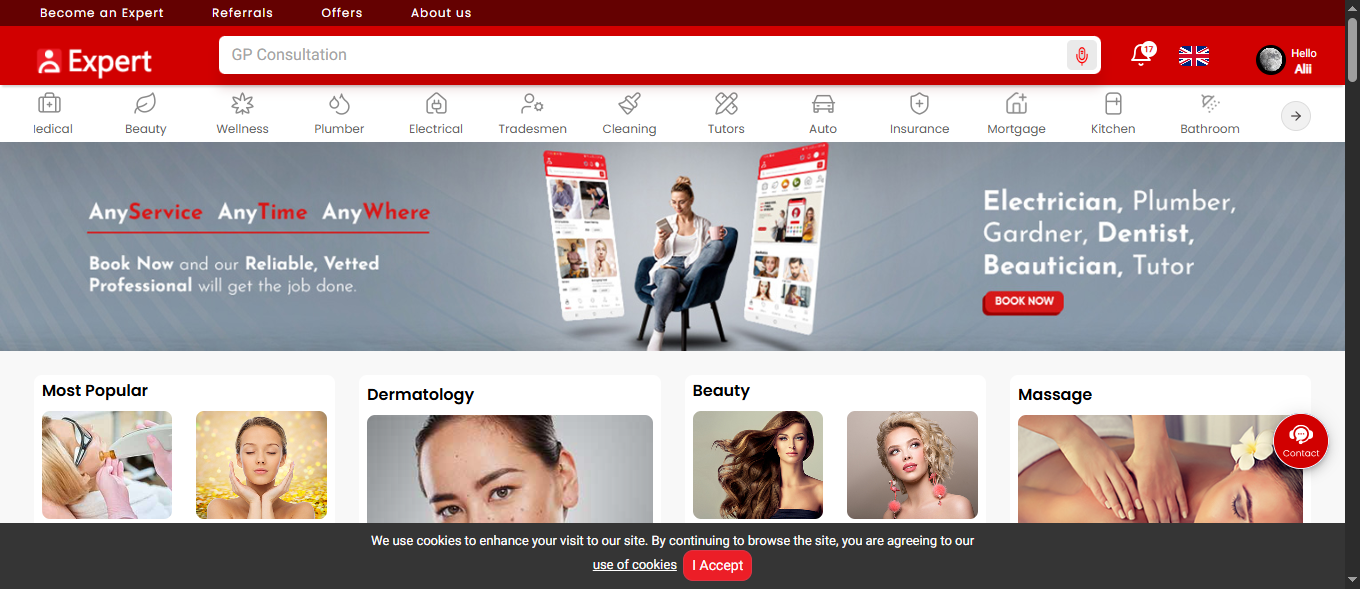 Become an Expert Referrals Offers About us
Expert
GP Consultation
17
Hello
Alii
ledical Beauty Wellness Plumber Electrical Tradesmen Cleaning Tutors Auto Insurance Mortgage Kitchen Bathroom
AnyService AnyTime AnyWhere
Book Now and our Reliable, Vetted
Professional will get the job done.
Electrician, Plumber,
Gardner, Dentist,
Beautician, Tutor
BOOK NOW
Most Popular
Dermatology
Beauty
Massage
Contact
We use cookies to enhance your visit to our site. By continuing to browse the site, you are agreeing to our
use of cookies I Accept